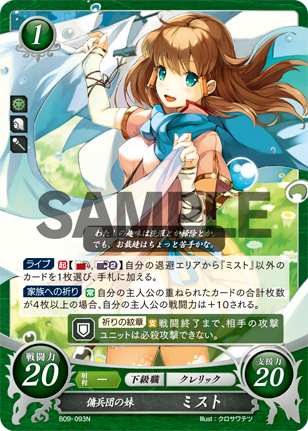 1
わたしの趣味は洗濯とか掃除とか。
でも、お裁縫はちょっと苦手かな。
SAMPLE
ライブ 起【 、 2】自分の退避エリアから『ミスト』以外の
カードを1枚選び、手札に加える。
家族への祈り 常 自分の主人公の重ねられたカードの合計枚数
が4枚以上の場合、自分の主人公の戦闘力は+10される。
祈りの紋章 防 戦闘終了まで、相手の攻撃
ユニットは必殺攻撃できない。
戦闘力
20
射程 一 下級職 クレリック
支援力
20
傭兵団の妹 ミスト
B09-093N Illust:クロサワテツ